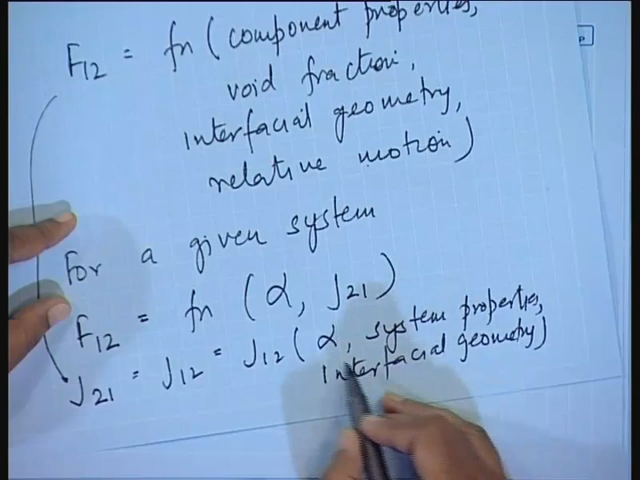 F12 = fn ( component properties,
void fraction,
interfacial geometry,
relative motion )
For a given system
F12 = fn ( α, J21 )
J21 = J12 = J12 ( α, system properties,
interfacial geometry )